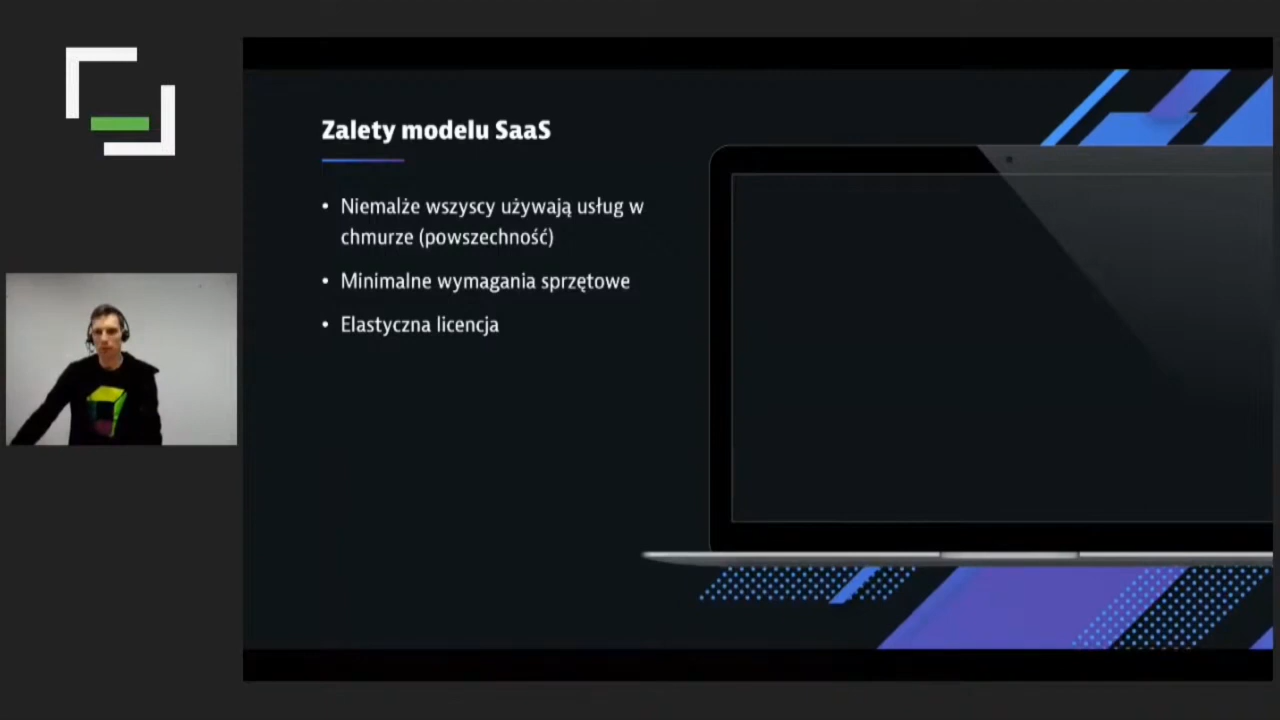 Zalety modelu SaaS
• Niemalże wszyscy używają usług w
chmurze (powszechność)
• Minimalne wymagania sprzętowe
• Elastyczna licencja